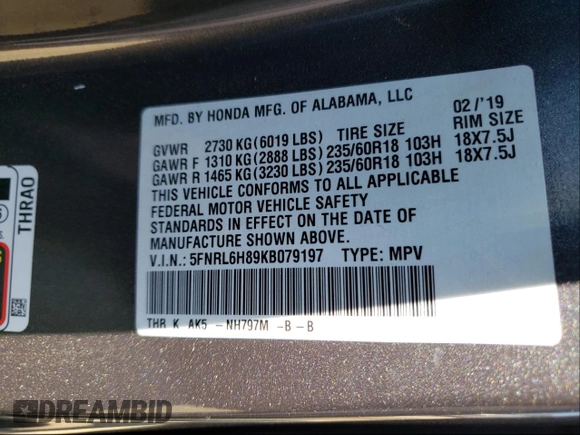 MFD. BY HONDA MFG. OF ALABAMA, LLC 02/'19
GVWR 2730 KG(6019 LBS) TIRE SIZE RIM SIZE
GAWR F 1310 KG(2888 LBS)235/60R18 103H 18X7.5J
GAWR R 1465 KG(3230 LBS)235/60R18 103H 18X7.5J
THIS VEHICLE CONFORMS TO ALL APPLICABLE
FEDERAL MOTOR VEHICLE SAFETY
STANDARDS IN EFFECT ON THE DATE OF
MANUFACTURE SHOWN ABOVE.
V.I.N.:5FNRL6H89KB079197 TYPE: MPV
THR K AK5 -NH797M -B-B
THRA0
DREAMBID